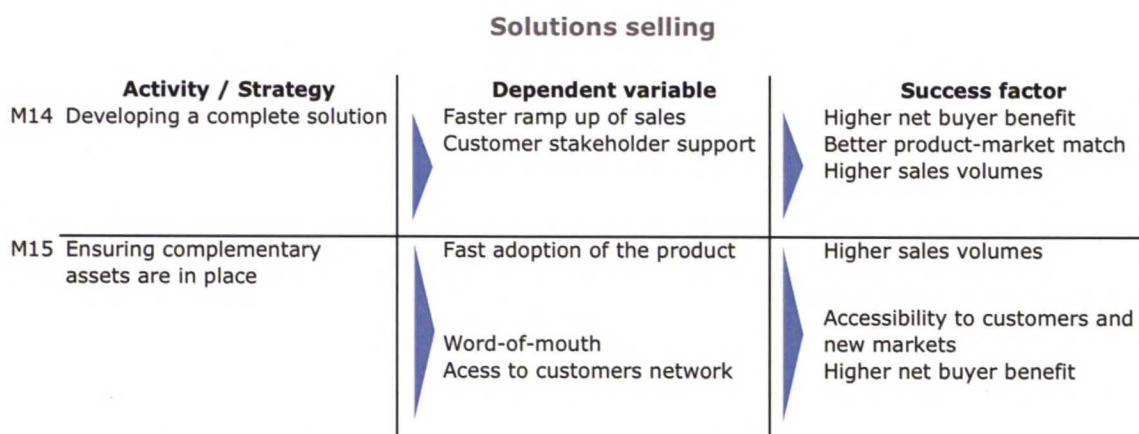 Solutions selling
Activity / Strategy
Dependent variable
Success factor
M14 Developing a complete solution
Faster ramp up of sales
Customer stakeholder support
Higher net buyer benefit
Better product-market match
Higher sales volumes
M15 Ensuring complementary
assets are in place
Fast adoption of the product
Word-of-mouth
Acess to customers network
Higher sales volumes
Accessibility to customers and
new markets
Higher net buyer benefit